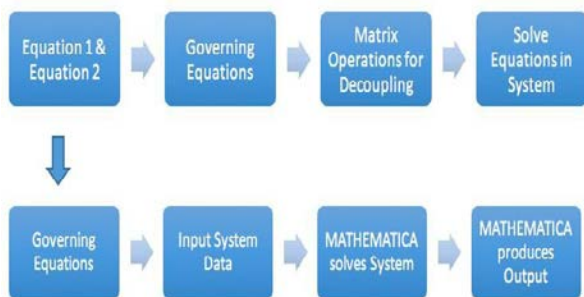 Equation 1 &
Equation 2
Governing
Equations
Matrix
Operations for
Decoupling
Solve
Equations in
System
Governing
Equations
Input System
Data
MATHEMATICA
solves System
MATHEMATICA
produces
Output